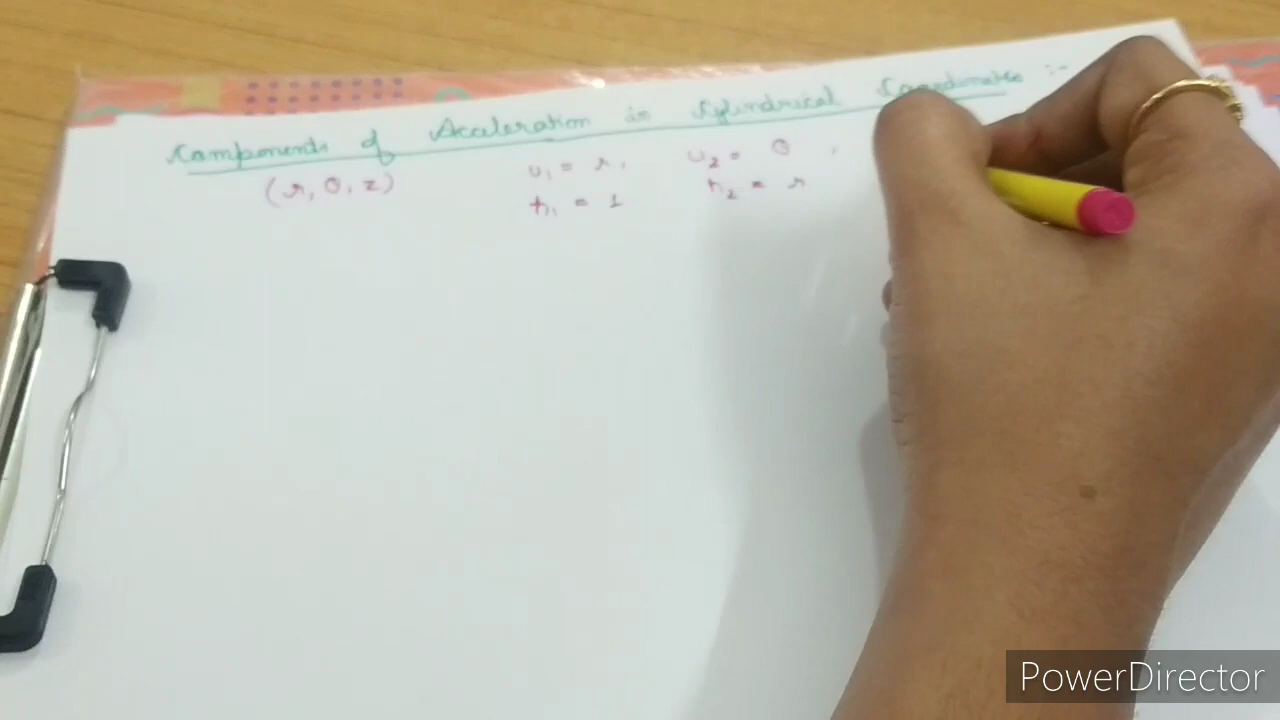 Components of Acceleration in Cylindrical Coordinates :-
(r, θ, z) u₁ = r, u₂ = θ ,
h₁ = 1 h₂ = r
PowerDirector